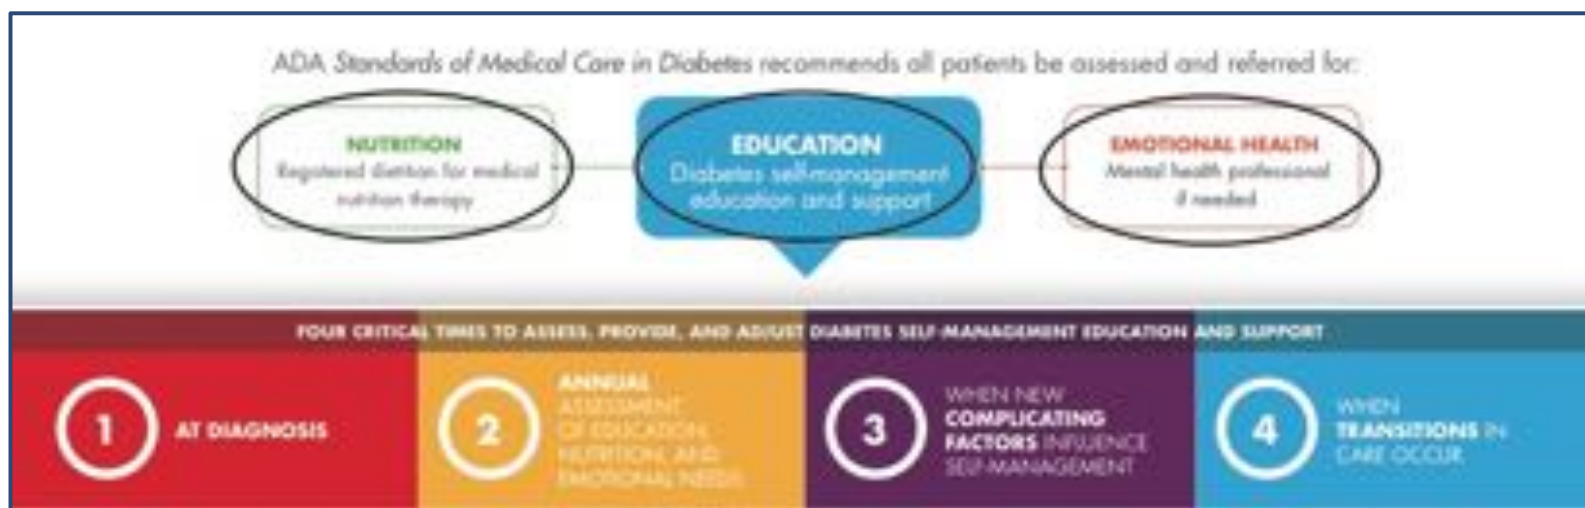 ADA Standards of Medical Care in Diabetes recommends all patients be assessed and referred for:
NUTRITION
Registered dietitian for medical
nutrition therapy
EDUCATION
Diabetes self-management
education and support
EMOTIONAL HEALTH
Mental health professional
if needed
FOUR CRITICAL TIMES TO ASSESS, PROVIDE, AND ADJUST DIABETES SELF-MANAGEMENT EDUCATION AND SUPPORT
1
AT DIAGNOSIS
2
ANNUAL
ASSESSMENT
OF EDUCATION,
NUTRITION, AND
EMOTIONAL NEEDS
3
WHEN NEW
COMPLICATING
FACTORS INFLUENCE
SELF-MANAGEMENT
4
WHEN
TRANSITIONS IN
CARE OCCUR